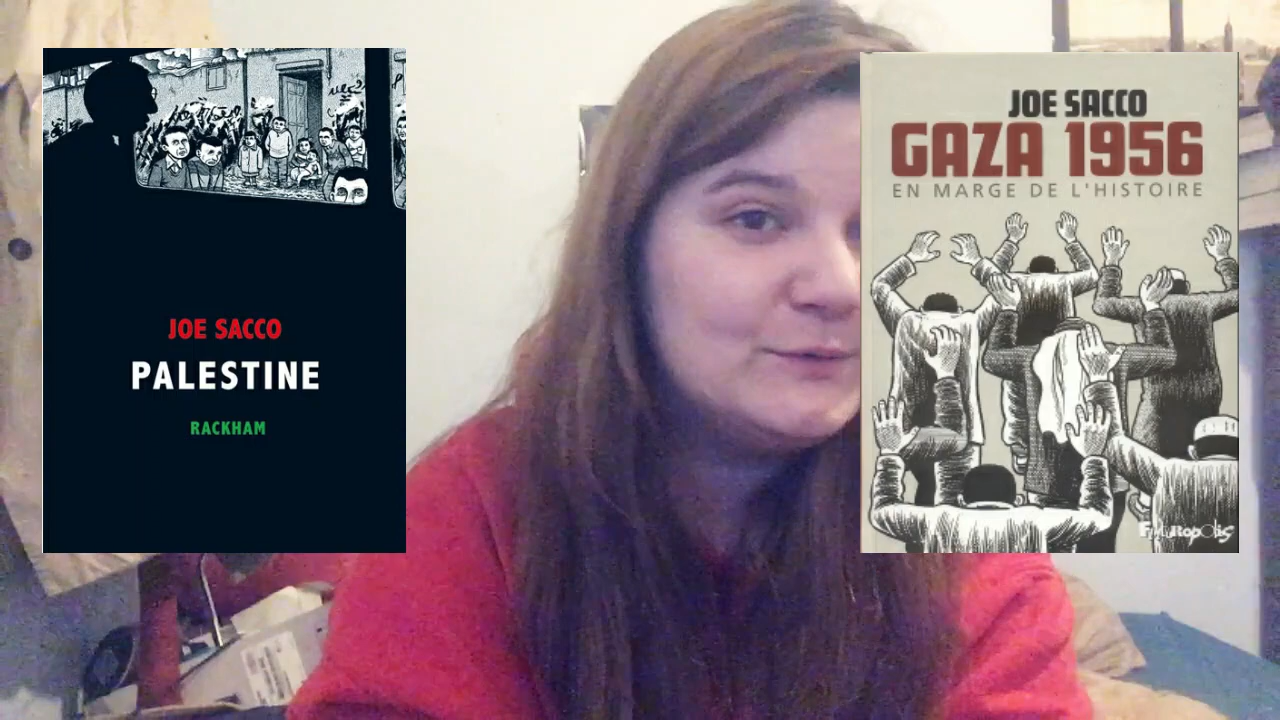 JOE SACCO
PALESTINE
RACKHAM
JOE SACCO
GAZA 1956
EN MARGE DE L'HISTOIRE
Futuropolis